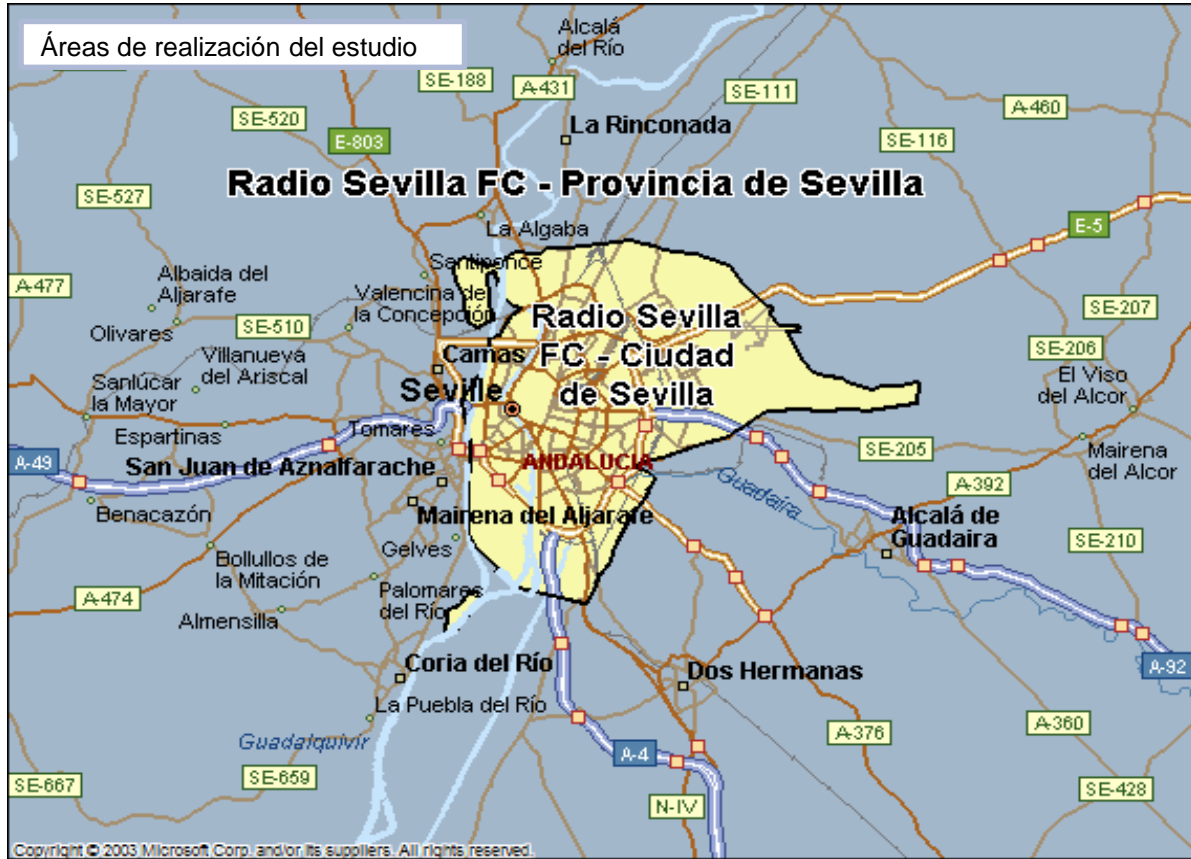 Áreas de realización del estudio
Alcalá
del Río
SE-188
A-431
SE-111
A-460
SE-520
La Rinconada
E-803
SE-116
Radio Sevilla FC - Provincia de Sevilla
SE-527
La Algaba
E-5
Santiponce
A-477
Albaida del
Aljarafe
Valencina de
la Concepción
SE-207
Olivares
SE-510
Radio Sevilla
FC - Ciudad
de Sevilla
Villanueva
del Ariscal
Camas
SE-206
Sanlúcar
la Mayor
Seville
El Viso
del Alcor
Espartinas
Tomares
SE-205
Mairena
del Alcor
A-49
San Juan de Aznalfarache
ANDALUCIA
Guadaira
A-392
Benacazón
Mairena del Aljarafe
Alcalá de
Guadaira
SE-210
Gelves
Bollullos de
la Mitación
A-474
Palomares
del Río
Almensilla
Coria del Río
Dos Hermanas
A-92
La Puebla del Río
Guadalquivir
A-376
A-360
A-4
SE-667
SE-659
SE-428
N-IV
Copyright © 2003 Microsoft Corp. and/or its suppliers. All rights reserved.